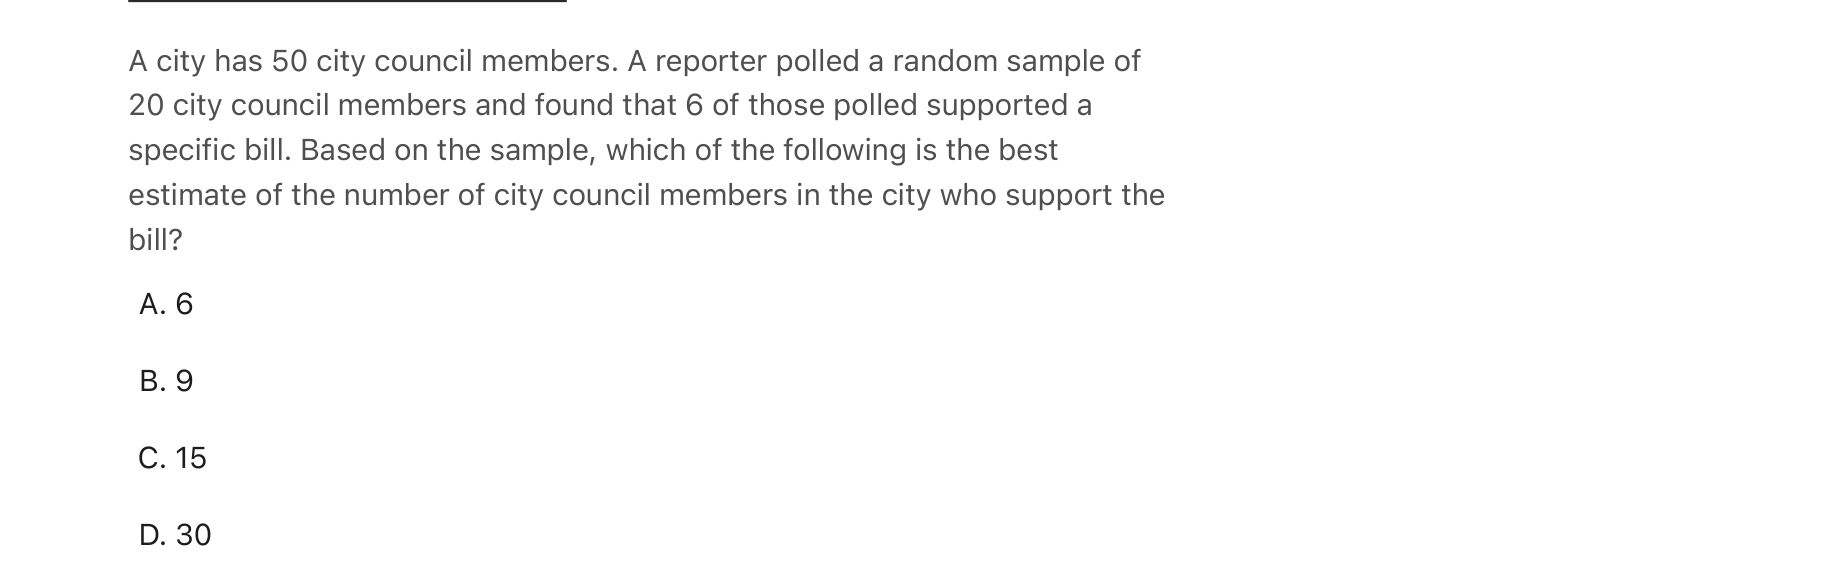 A city has 50 city council members. A reporter polled a random sample of
20 city council members and found that 6 of those polled supported a
specific bill. Based on the sample, which of the following is the best
estimate of the number of city council members in the city who support the
bill?
A. 6
B. 9
C. 15
D. 30